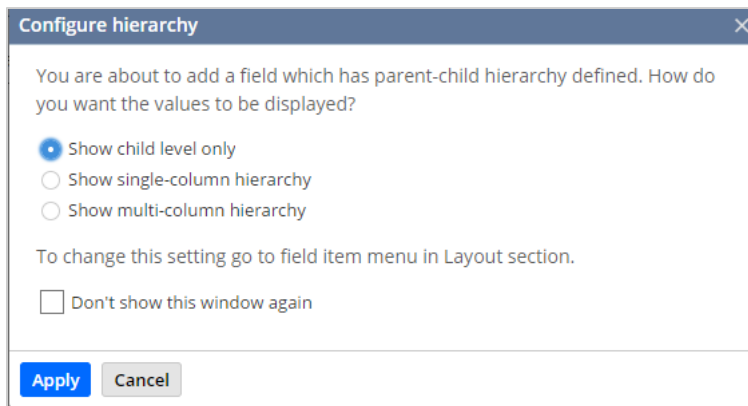 Configure hierarchy
You are about to add a field which has parent-child hierarchy defined. How do
you want the values to be displayed?
Show child level only
Show single-column hierarchy
Show multi-column hierarchy
To change this setting go to field item menu in Layout section.
Don't show this window again
Apply Cancel